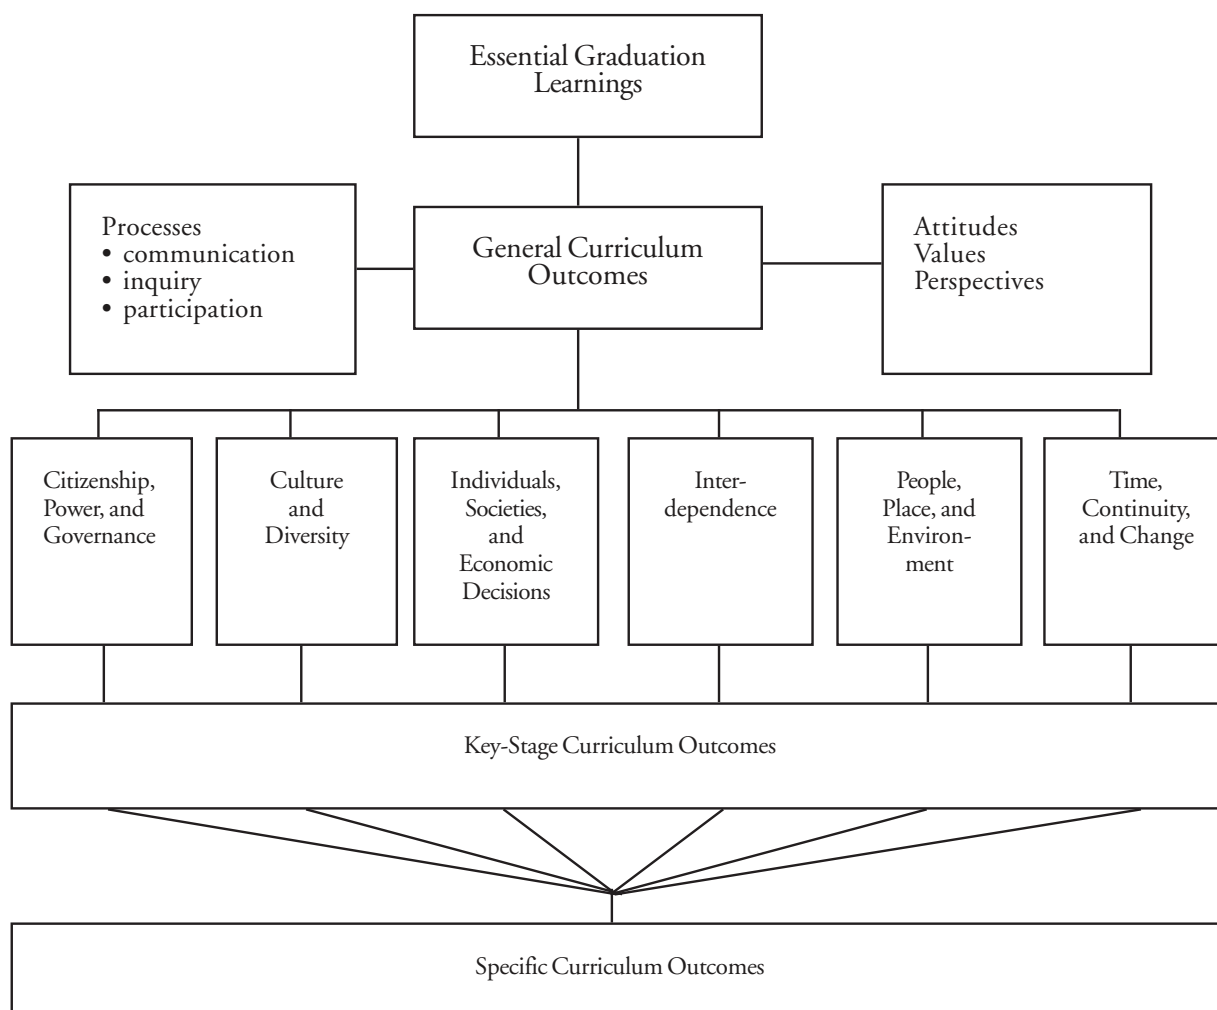 Essential Graduation
Learnings
Processes
• communication
• inquiry
• participation
General Curriculum
Outcomes
Attitudes
Values
Perspectives
Citizenship,
Power, and
Governance
Culture
and
Diversity
Individuals,
Societies,
and
Economic
Decisions
Inter-
dependence
People,
Place, and
Environ-
ment
Time,
Continuity,
and Change
Key-Stage Curriculum Outcomes
Specific Curriculum Outcomes